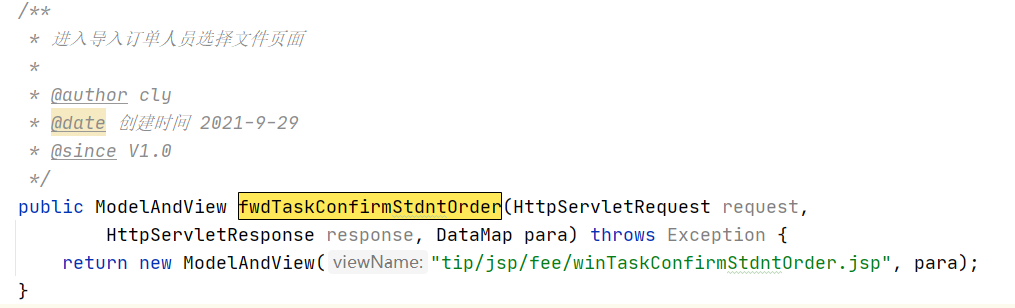 /**
 * 进入导入订单人员选择文件页面
 *
 * @author cly
 * @date 创建时间 2021-9-29
 * @since V1.0
 */
public ModelAndView fwdTaskConfirmStdntOrder(HttpServletRequest request,
        HttpServletResponse response, DataMap para) throws Exception {
    return new ModelAndView( viewName: "tip/jsp/fee/winTaskConfirmStdntOrder.jsp", para);
}